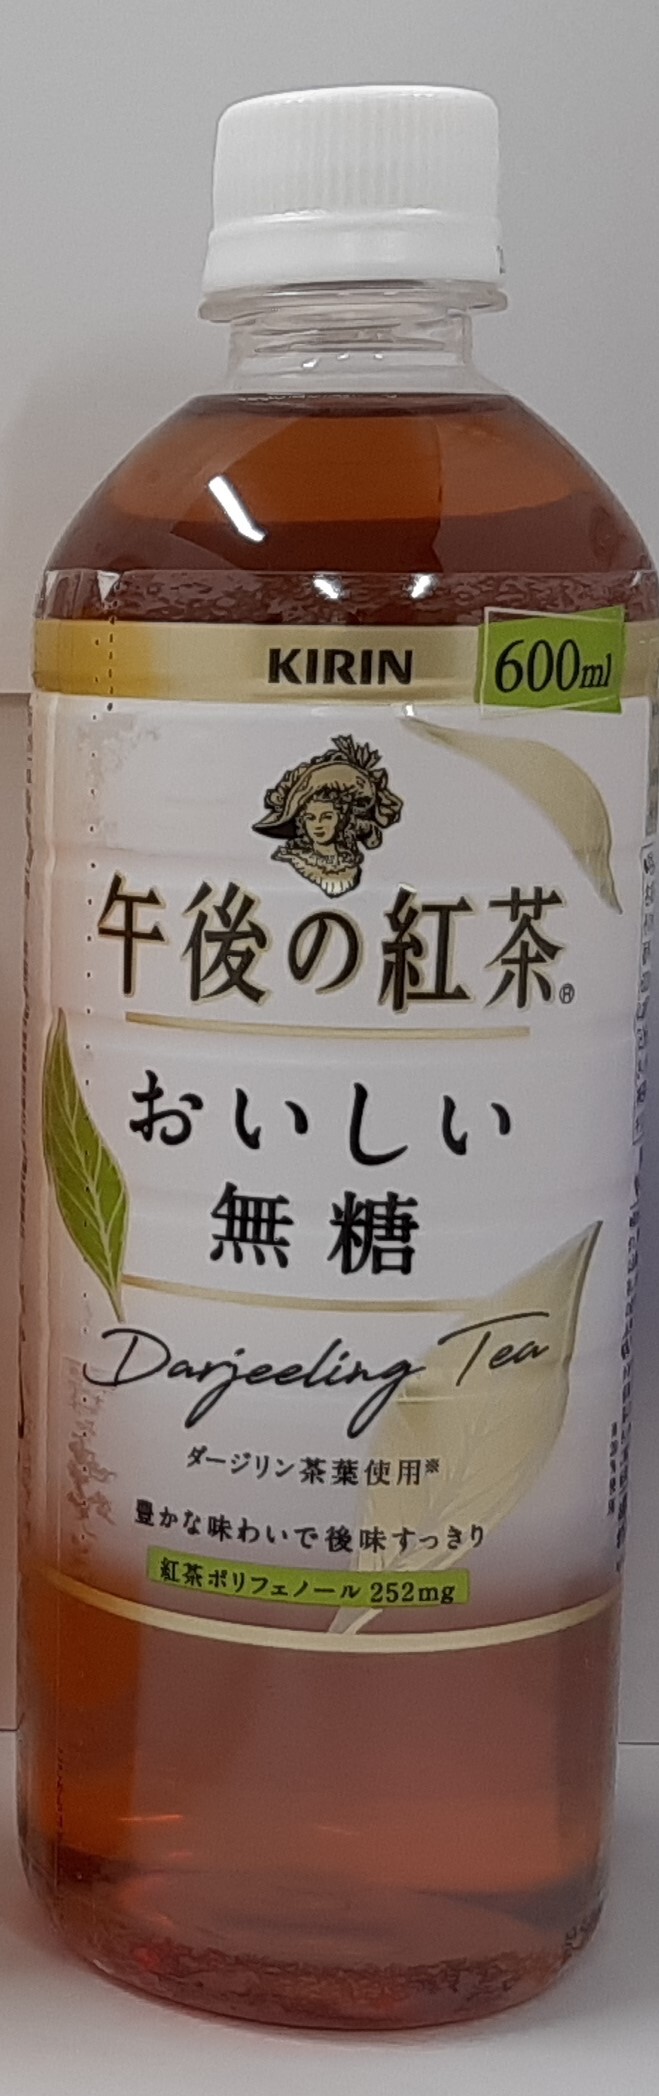 KIRIN
600ml
午後の紅茶®
おいしい
無糖
Darjeeling Tea
ダージリン茶葉使用※
豊かな味わいで後味すっきり
紅茶ポリフェノール 252mg